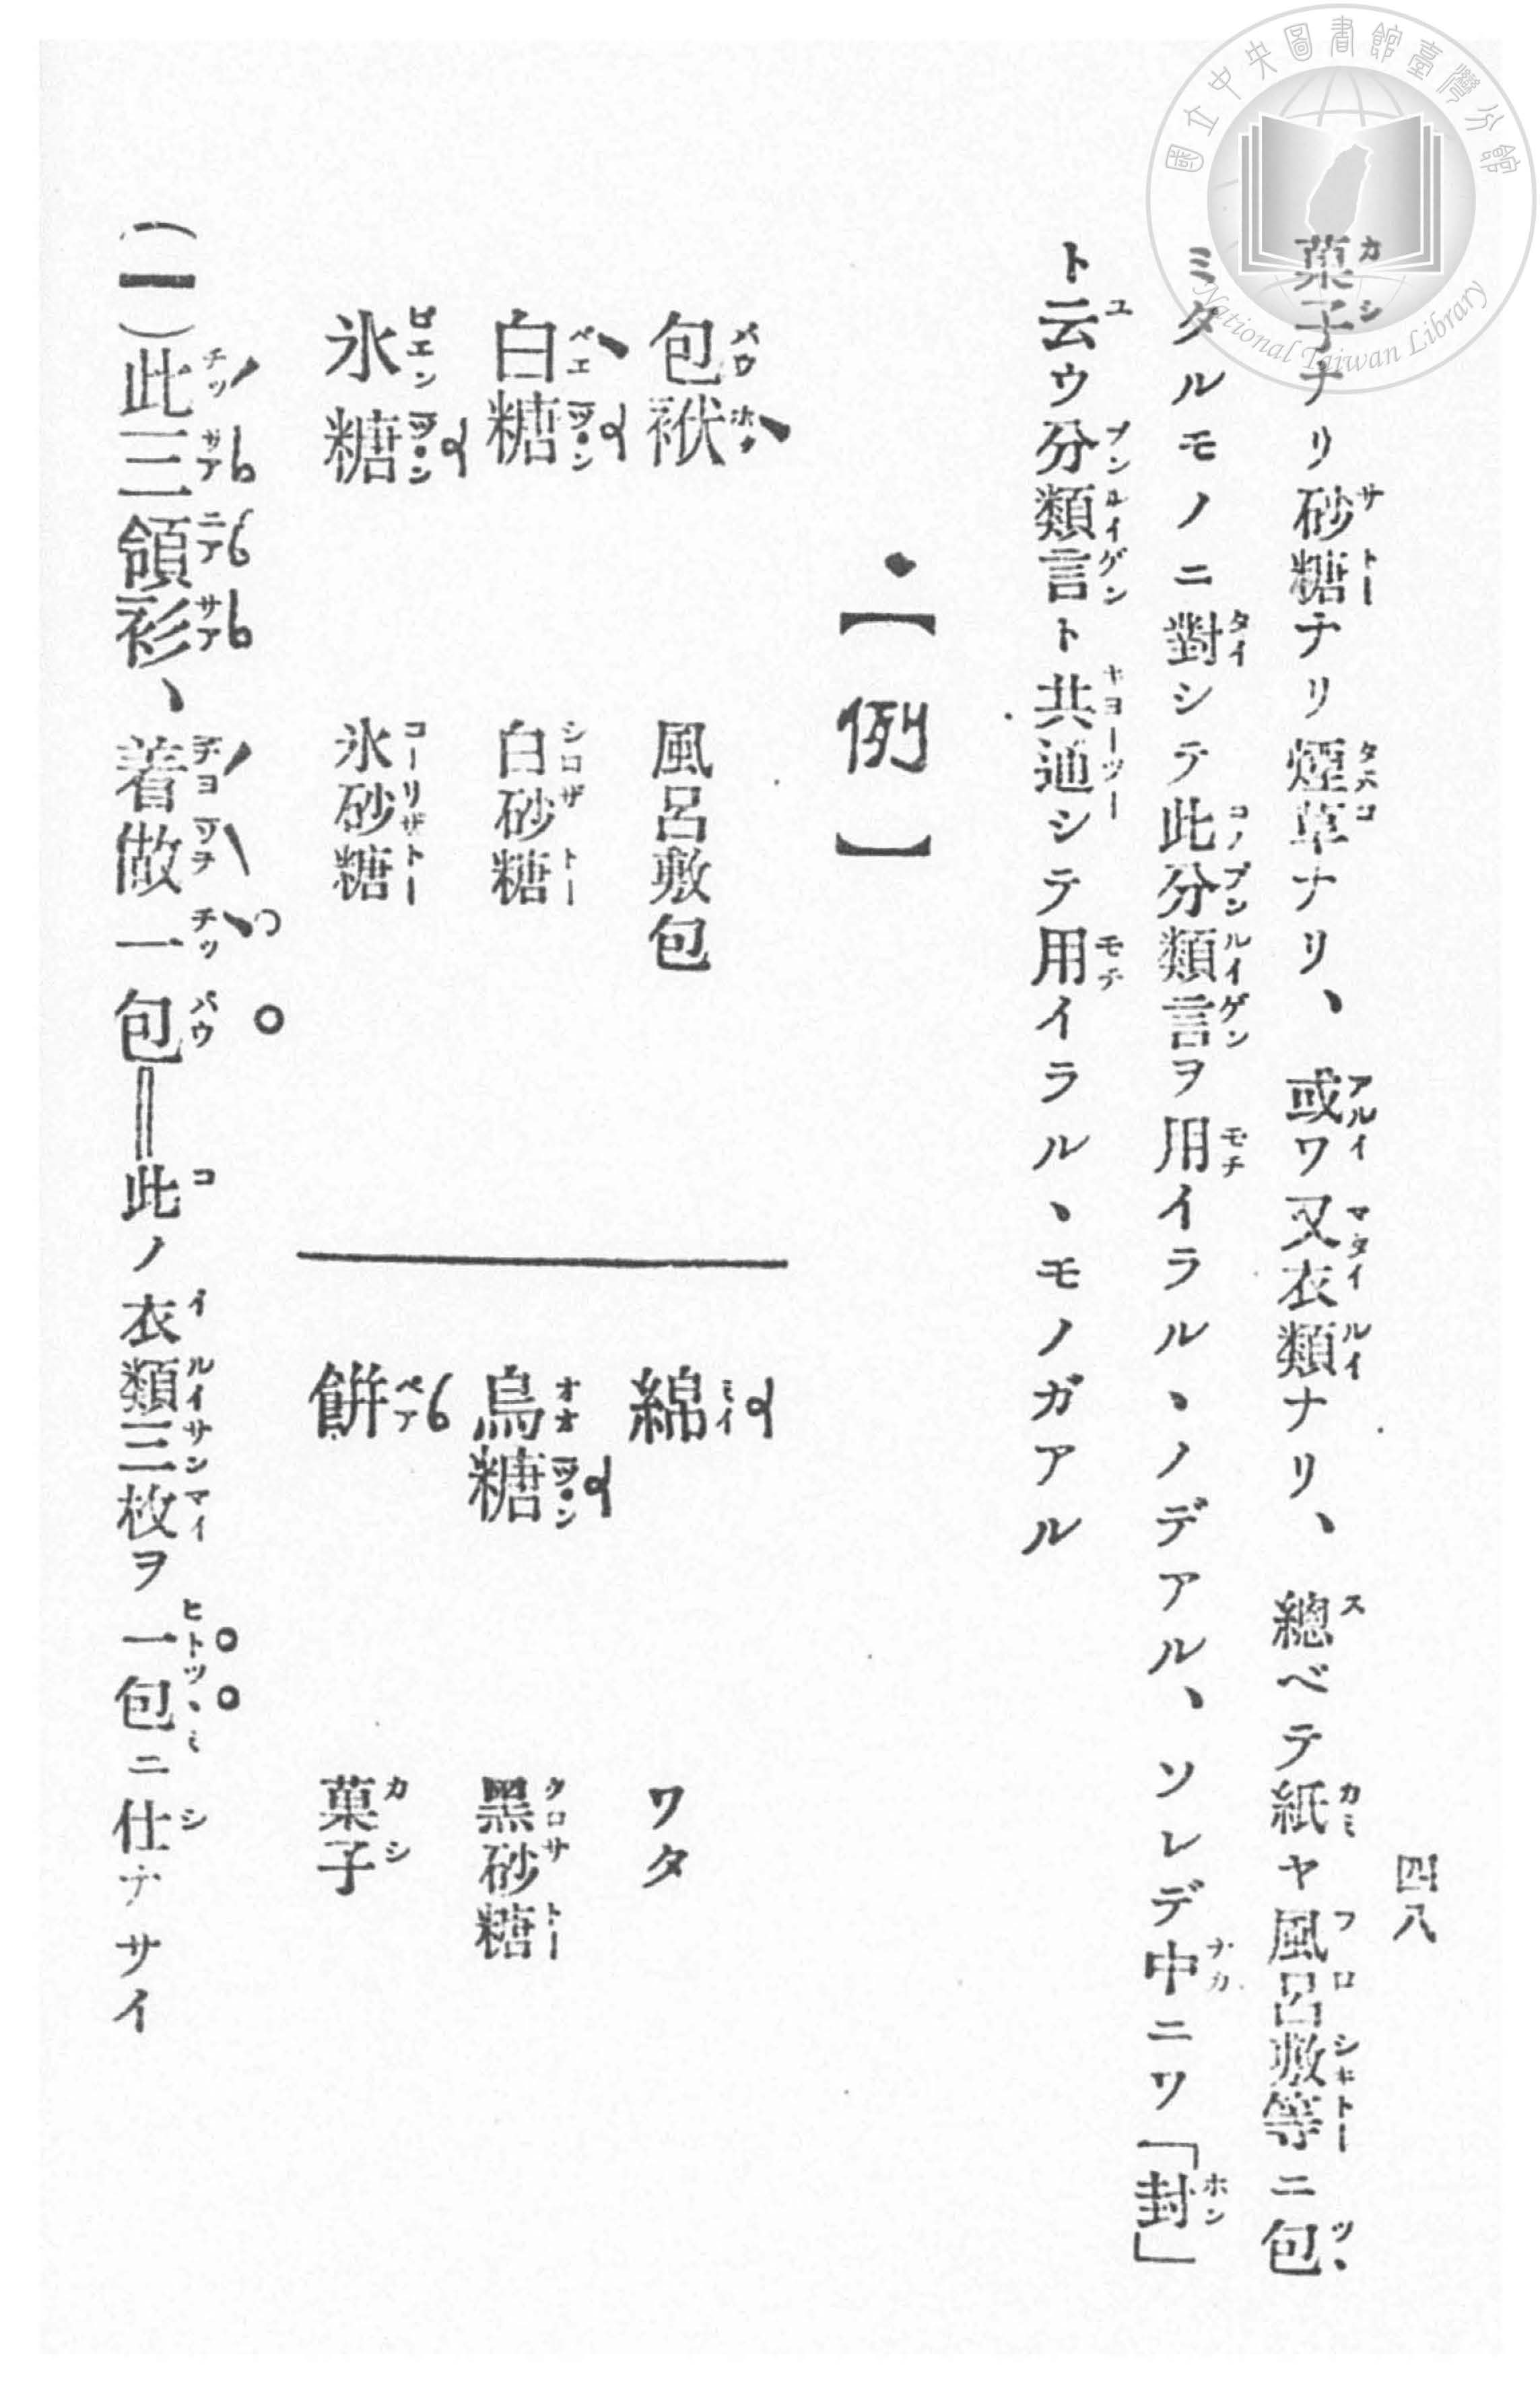 國立中央圖書館臺灣分館
National Taiwan Library
四八
菓子ナリ砂糖ナリ煙草ナリ、或ワ又衣類ナリ、總ベテ紙ヤ風呂敷等ニ包
ミタルモノニ對シテ此分類言ヲ用イラル、ノデアル、ソレデ中ニワ「封」
ト云ウ分類言ト共通シテ用イラル、モノガアル
・【例】
包袱 風呂敷包
白糖 白砂糖
氷糖 氷砂糖
綿 ワタ
烏糖 黑砂糖
餅 菓子
(一)此三領衫、着做一包＝此ノ衣類三枚ヲ一包ニ仕ナサイ